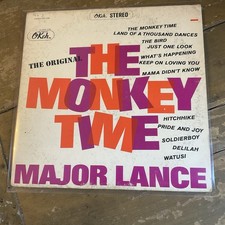 OKeh
OKeh STEREO
THE MONKEY TIME
LAND OF A THOUSAND DANCES
THE BIRD
JUST ONE LOOK
WHAT'S HAPPENING
KEEP ON LOVING YOU
MAMA DIDN'T KNOW
THE ORIGINAL
THE
MONKEY
TIME
HITCHHIKE
PRIDE AND JOY
SOLDIERBOY
DELILAH
WATUSI
MAJOR LANCE